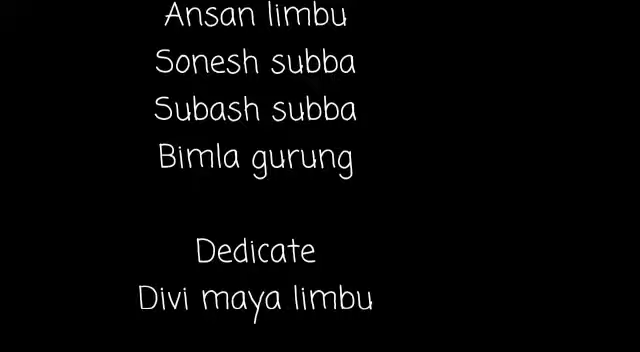 Ansan limbu
Sonesh subba
Subash subba
Bimla gurung
Dedicate
Divi maya limbu